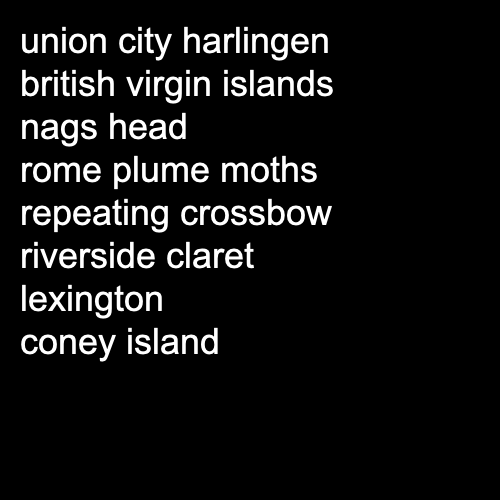 union city harlingen
british virgin islands
nags head
rome plume moths
repeating crossbow
riverside claret
lexington
coney island